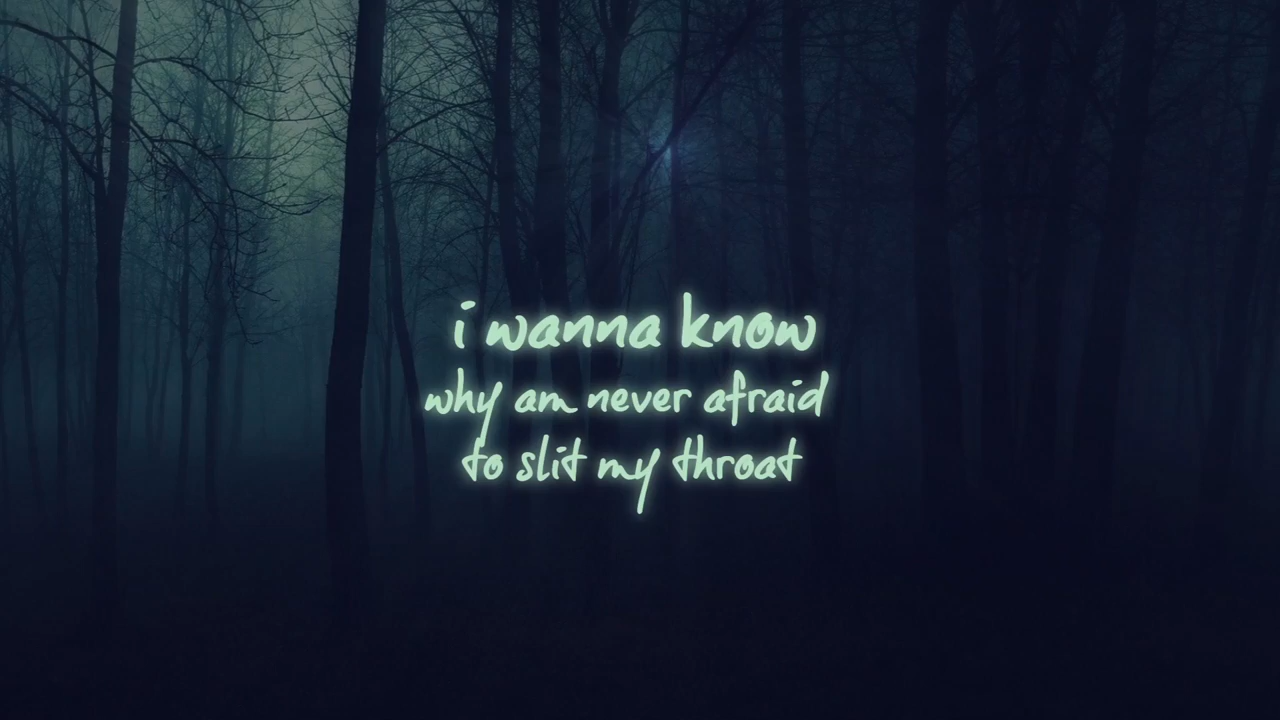 i wanna know
why am never afraid
to slit my throat